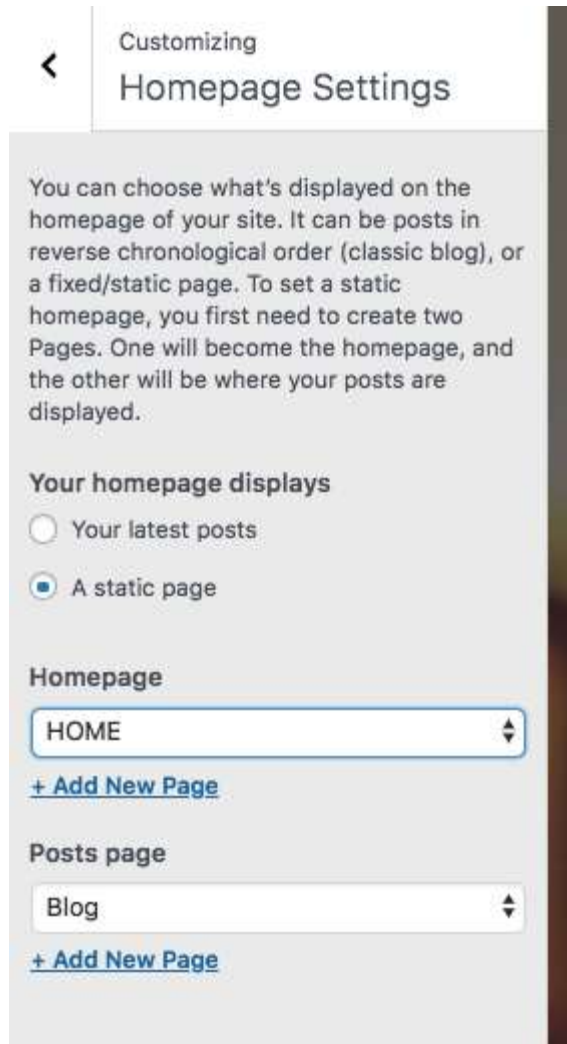 Customizing
Homepage Settings
You can choose what's displayed on the
homepage of your site. It can be posts in
reverse chronological order (classic blog), or
a fixed/static page. To set a static
homepage, you first need to create two
Pages. One will become the homepage, and
the other will be where your posts are
displayed.
Your homepage displays
Your latest posts
A static page
Homepage
HOME
+ Add New Page
Posts page
Blog
+ Add New Page